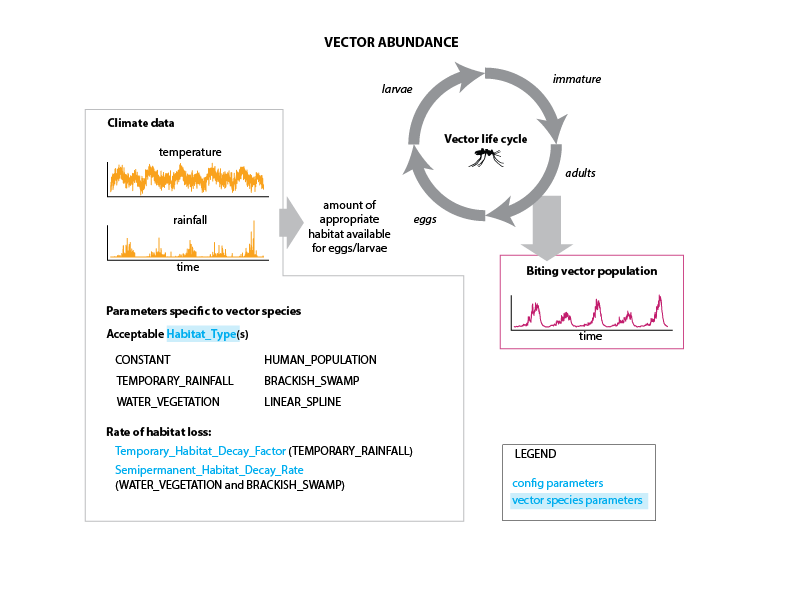 VECTOR ABUNDANCE
larvae
immature
Vector life cycle
adults
eggs
Climate data
temperature
rainfall
time
amount of
appropriate
habitat available
for eggs/larvae
Biting vector population
time
Parameters specific to vector species
Acceptable Habitat_Type(s)
CONSTANT HUMAN_POPULATION
TEMPORARY_RAINFALL BRACKISH_SWAMP
WATER_VEGETATION LINEAR_SPLINE
Rate of habitat loss:
Temporary_Habitat_Decay_Factor (TEMPORARY_RAINFALL)
Semipermanent_Habitat_Decay_Rate
(WATER_VEGETATION and BRACKISH_SWAMP)
LEGEND
config parameters
vector species parameters